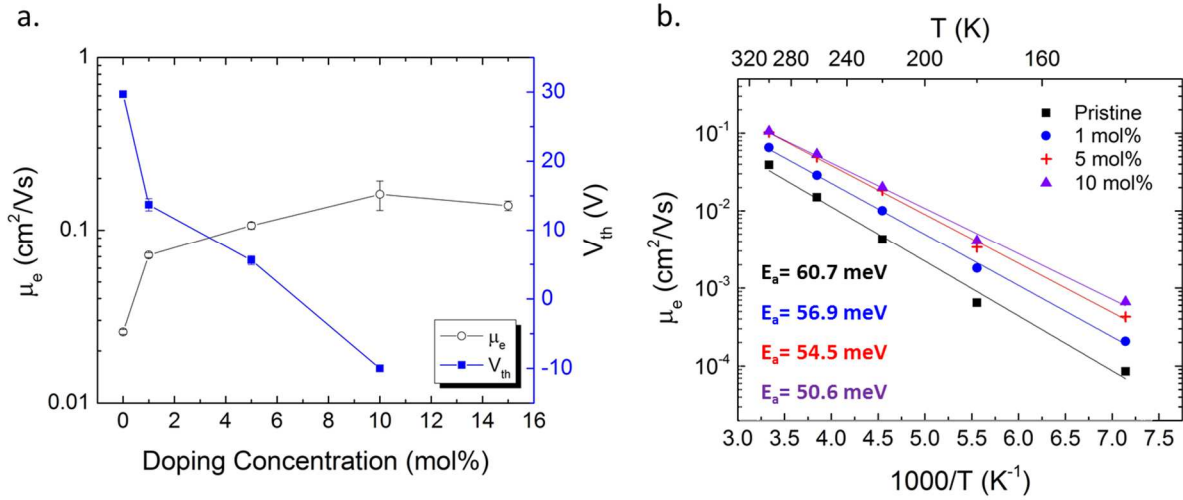 a.
μe (cm²/Vs)
1
0.1
0.01
30
20
10
0
-10
Vth (V)
μe
Vth
0 2 4 6 8 10 12 14 16
Doping Concentration (mol%)
b.
T (K)
320 280 240 200 160
μe (cm²/Vs)
10⁻¹
10⁻²
10⁻³
10⁻⁴
Pristine
1 mol%
5 mol%
10 mol%
Ea= 60.7 meV
Ea= 56.9 meV
Ea= 54.5 meV
Ea= 50.6 meV
3.0 3.5 4.0 4.5 5.0 5.5 6.0 6.5 7.0 7.5
1000/T (K⁻¹)